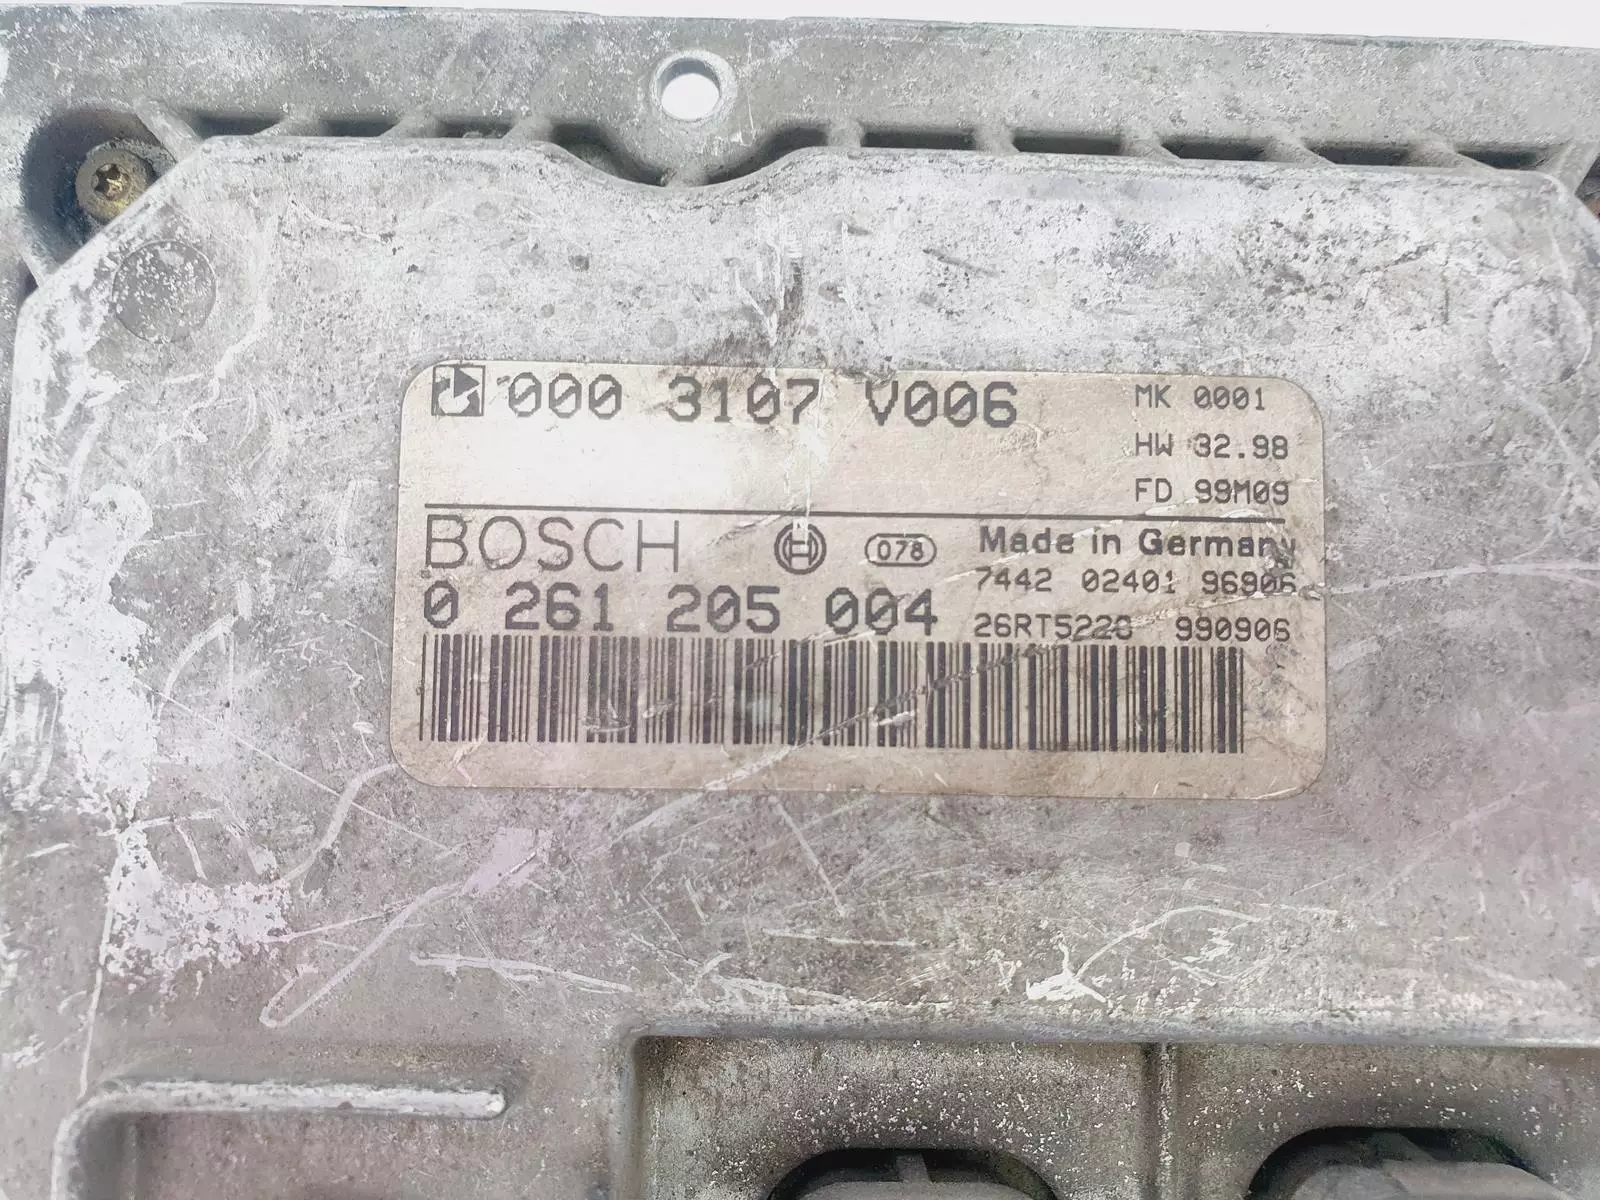 000 3107 V006
MK 0001
HW 32.98
FD 99M09
BOSCH
078
Made in Germany
7442 02401 96906
0 261 205 004
26RT5228 990906